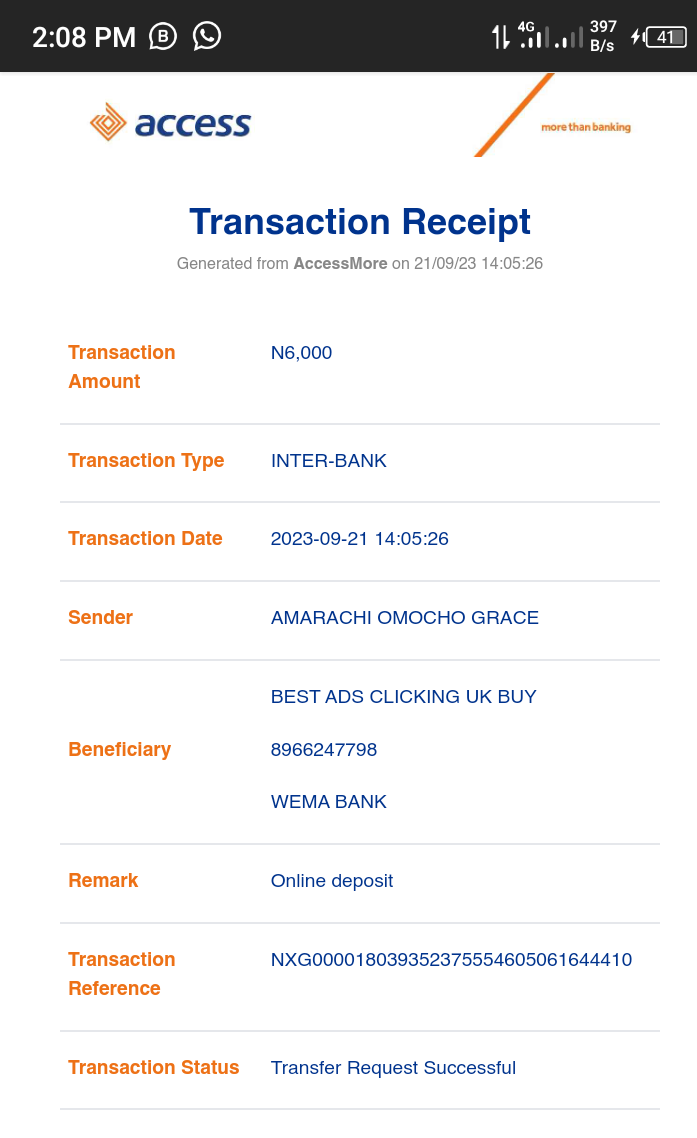 2:08 PM B 4G 397 B/s 41
access
more than banking
Transaction Receipt
Generated from AccessMore on 21/09/23 14:05:26
Transaction Amount N6,000
Transaction Type INTER-BANK
Transaction Date 2023-09-21 14:05:26
Sender AMARACHI OMOCHO GRACE
Beneficiary
BEST ADS CLICKING UK BUY
8966247798
WEMA BANK
Remark Online deposit
Transaction Reference NXG000018039352375554605061644410
Transaction Status Transfer Request Successful